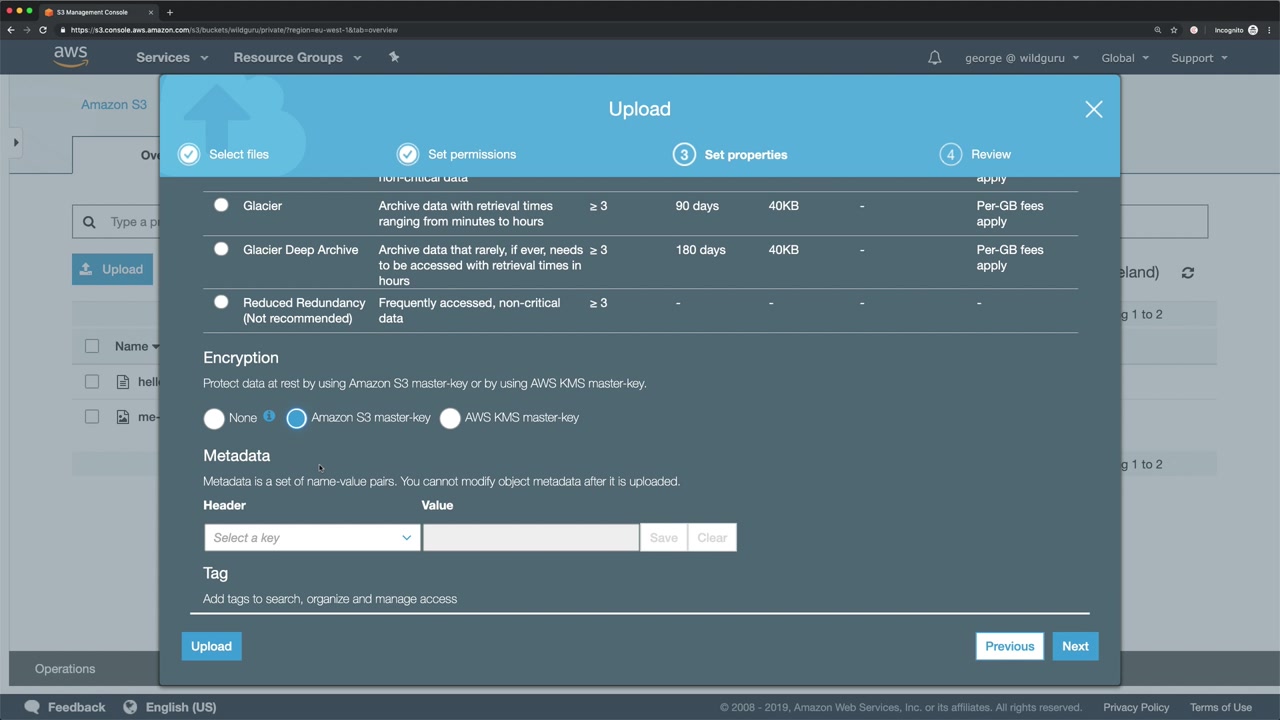 S3 Management Console
https://s3.console.aws.amazon.com/s3/buckets/wildguru/private/?region=eu-west-1&tab=overview
Incognito
aws
Services
Resource Groups
george @ wildguru
Global
Support
Amazon S3
Ov
Type a p
Upload
Name
hell
me-
eland)
g 1 to 2
g 1 to 2
Operations
Upload
Select files
Set permissions
3 Set properties
4 Review
non-critical data
apply
Glacier
Archive data with retrieval times
ranging from minutes to hours
≥ 3
90 days
40KB
-
Per-GB fees
apply
Glacier Deep Archive
Archive data that rarely, if ever, needs
to be accessed with retrieval times in
hours
≥ 3
180 days
40KB
-
Per-GB fees
apply
Reduced Redundancy
(Not recommended)
Frequently accessed, non-critical
data
≥ 3
-
-
-
-
Encryption
Protect data at rest by using Amazon S3 master-key or by using AWS KMS master-key.
None
Amazon S3 master-key
AWS KMS master-key
Metadata
Metadata is a set of name-value pairs. You cannot modify object metadata after it is uploaded.
Header
Value
Select a key
Save
Clear
Tag
Add tags to search, organize and manage access
Upload
Previous
Next
Feedback
English (US)
© 2008 - 2019, Amazon Web Services, Inc. or its affiliates. All rights reserved.
Privacy Policy
Terms of Use